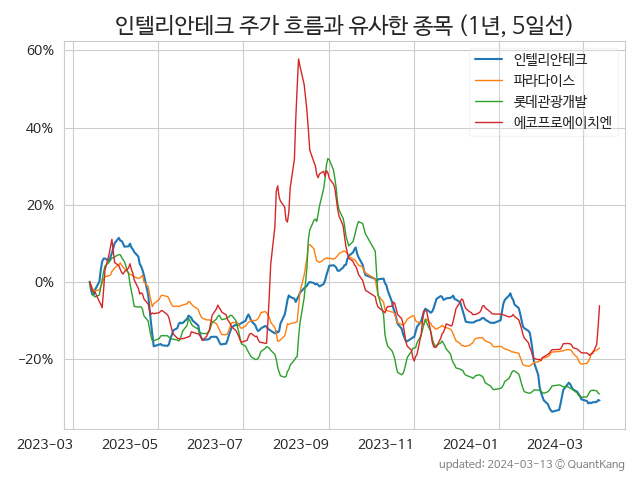 인텔리안테크 주가 흐름과 유사한 종목 (1년, 5일선)
60%
40%
20%
0%
−20%
인텔리안테크
파라다이스
롯데관광개발
에코프로에이치엔
2023-03
2023-05
2023-07
2023-09
2023-11
2024-01
2024-03
updated: 2024-03-13 © QuantKang